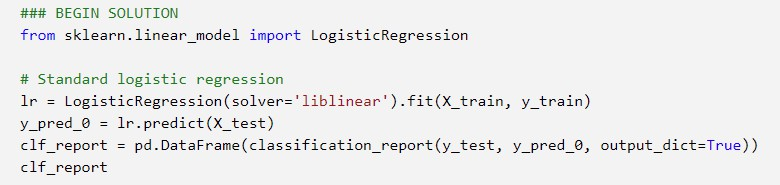 ### BEGIN SOLUTION
from sklearn.linear_model import LogisticRegression
# Standard logistic regression
lr = LogisticRegression(solver='liblinear').fit(X_train, y_train)
y_pred_0 = lr.predict(X_test)
clf_report = pd.DataFrame(classification_report(y_test, y_pred_0, output_dict=True))
clf_report